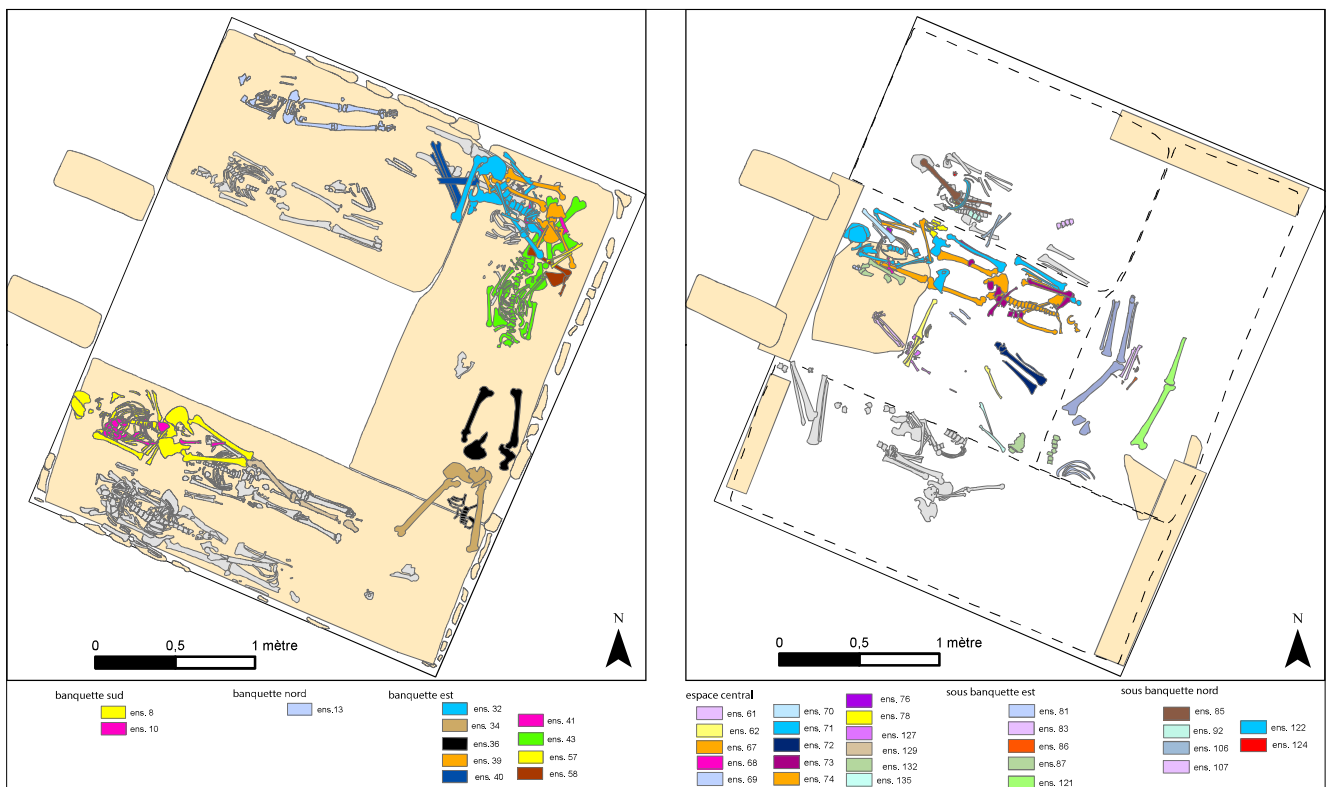 N
0 0,5 1 mètre
N
0 0,5 1 mètre
banquette sud
ens. 8
ens. 10
banquette nord
ens.13
banquette est
ens. 32
ens. 34
ens.36
ens. 39
ens. 40
ens. 41
ens. 43
ens. 57
ens. 58
espace central
ens. 61
ens. 62
ens. 67
ens. 68
ens. 69
ens. 70
ens. 71
ens. 72
ens. 73
ens. 74
ens. 76
ens. 78
ens. 127
ens. 129
ens. 132
ens. 135
sous banquette est
ens. 81
ens. 83
ens. 86
ens.87
ens. 121
sous banquette nord
ens. 85
ens. 92
ens. 106
ens. 107
ens. 122
ens. 124